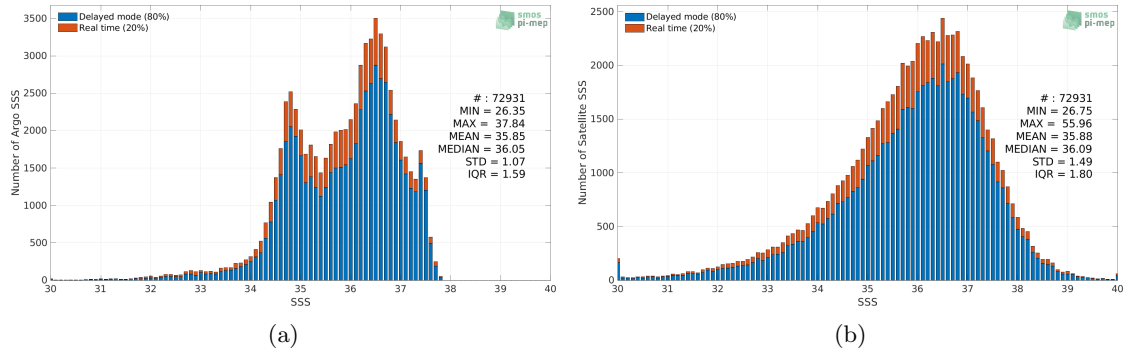 Delayed mode (80%)
Real time (20%)
smos
pi-mep
3500
3000
2500
2000
1500
1000
500
0
Number of Argo SSS
# : 72931
MIN = 26.35
MAX = 37.84
MEAN = 35.85
MEDIAN = 36.05
STD = 1.07
IQR = 1.59
30 31 32 33 34 35 36 37 38 39 40
SSS
(a)
Delayed mode (80%)
Real time (20%)
smos
pi-mep
2500
2000
1500
1000
500
0
Number of Satellite SSS
# : 72931
MIN = 26.75
MAX = 55.96
MEAN = 35.88
MEDIAN = 36.09
STD = 1.49
IQR = 1.80
30 31 32 33 34 35 36 37 38 39 40
SSS
(b)